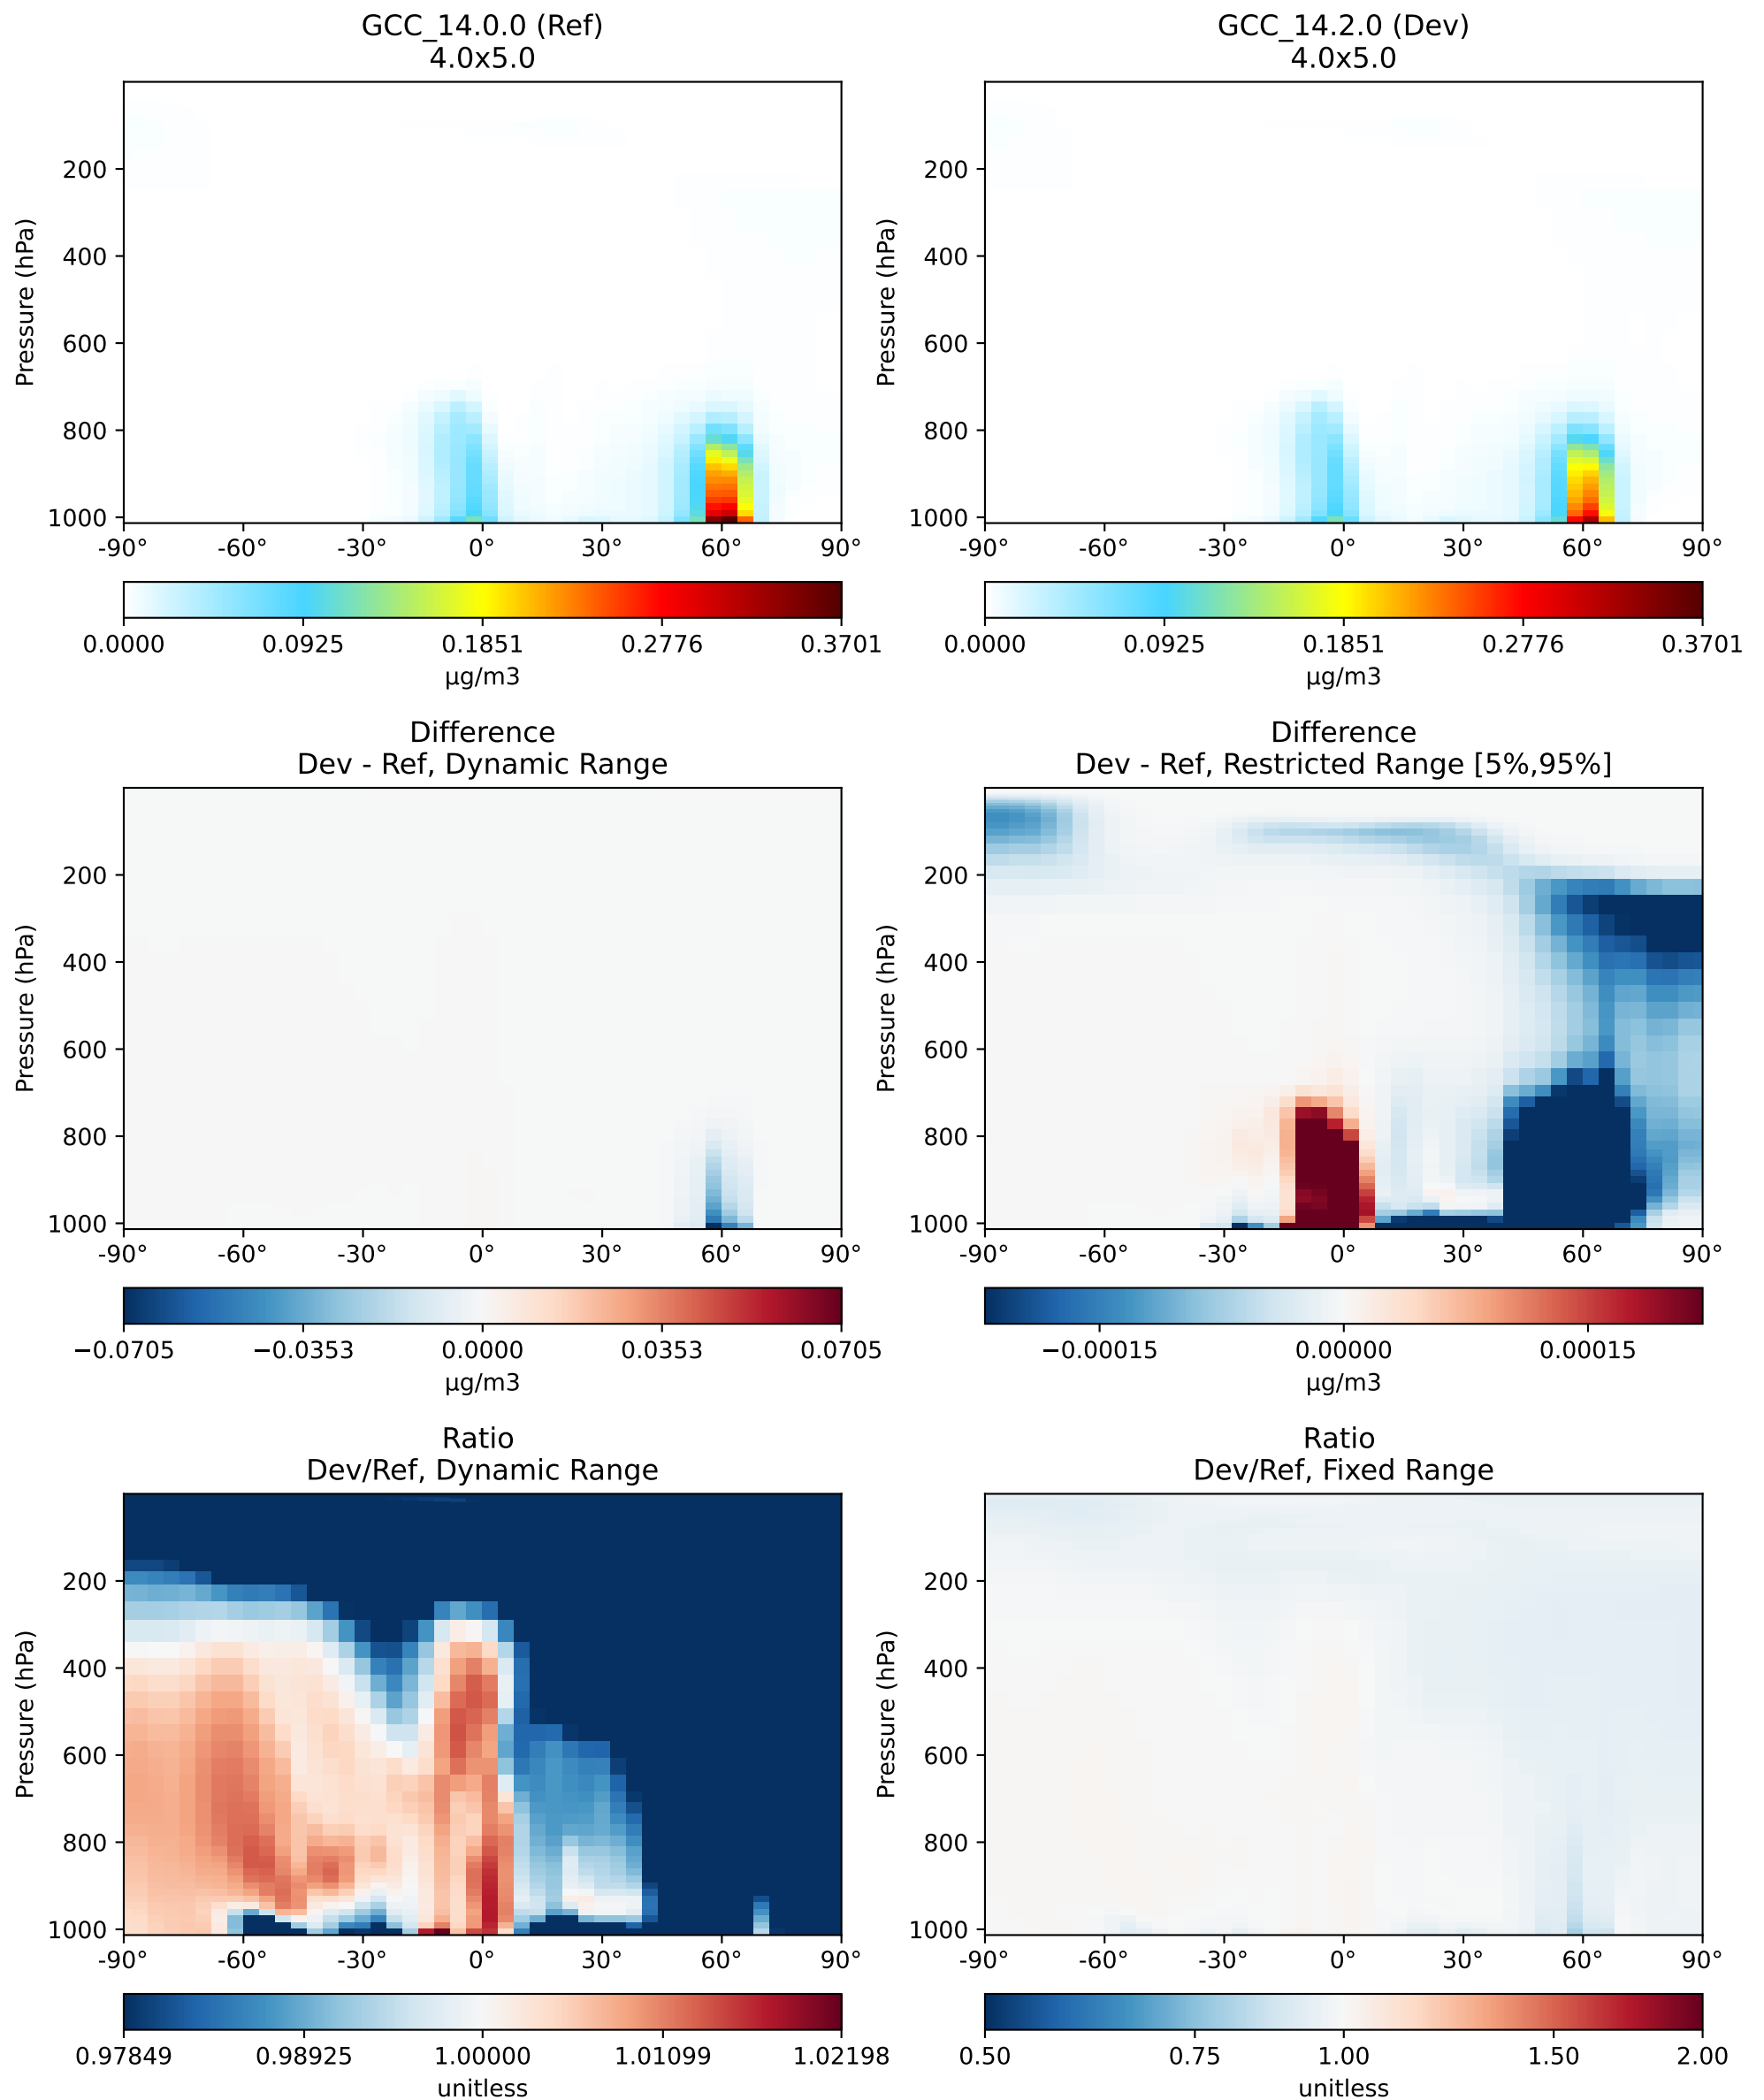 GCC_14.0.0 (Ref)
4.0x5.0
GCC_14.2.0 (Dev)
4.0x5.0
Pressure (hPa)
200
400
600
800
1000
-90° -60° -30° 0° 30° 60° 90°
0.0000 0.0925 0.1851 0.2776 0.3701
µg/m3
Pressure (hPa)
200
400
600
800
1000
-90° -60° -30° 0° 30° 60° 90°
0.0000 0.0925 0.1851 0.2776 0.3701
µg/m3
Difference
Dev - Ref, Dynamic Range
Pressure (hPa)
200
400
600
800
1000
-90° -60° -30° 0° 30° 60° 90°
−0.0705 −0.0353 0.0000 0.0353 0.0705
µg/m3
Difference
Dev - Ref, Restricted Range [5%,95%]
Pressure (hPa)
200
400
600
800
1000
-90° -60° -30° 0° 30° 60° 90°
−0.00015 0.00000 0.00015
µg/m3
Ratio
Dev/Ref, Dynamic Range
Pressure (hPa)
200
400
600
800
1000
-90° -60° -30° 0° 30° 60° 90°
0.97849 0.98925 1.00000 1.01099 1.02198
unitless
Ratio
Dev/Ref, Fixed Range
Pressure (hPa)
200
400
600
800
1000
-90° -60° -30° 0° 30° 60° 90°
0.50 0.75 1.00 1.50 2.00
unitless